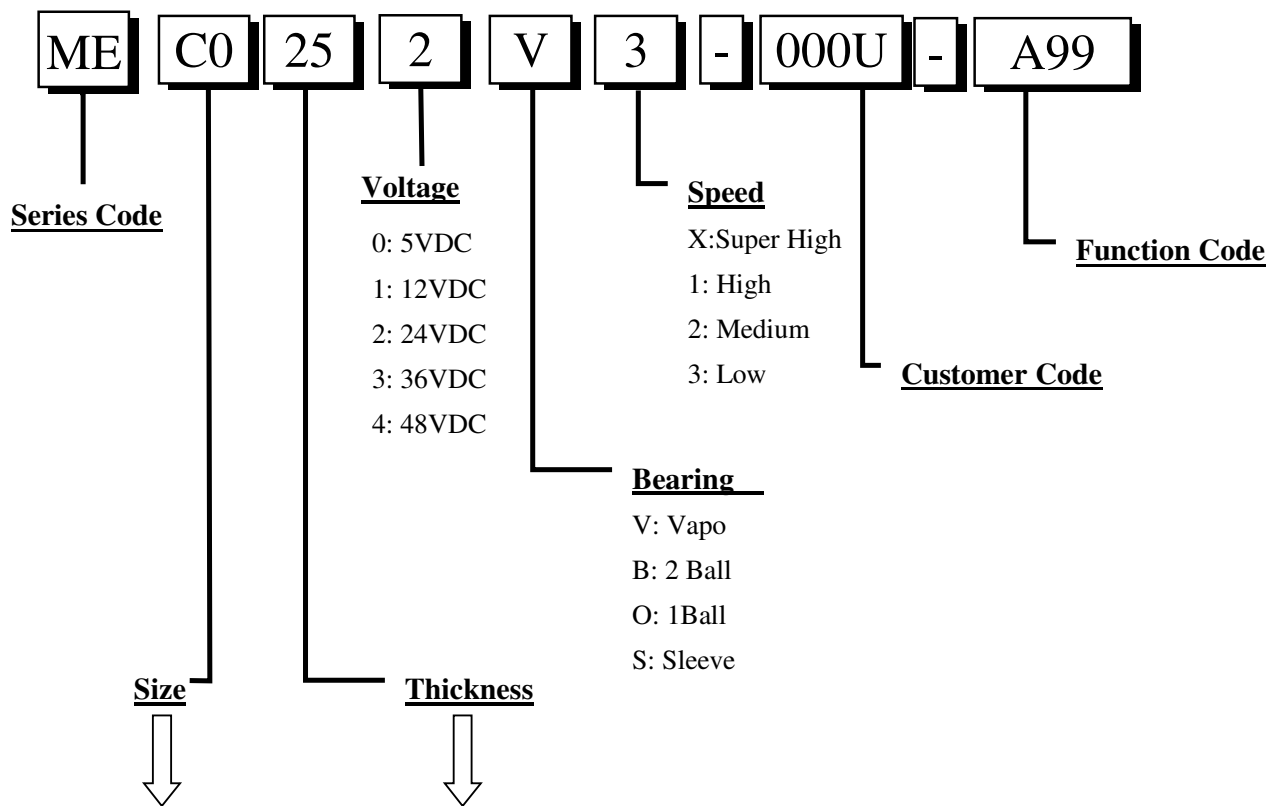 ME C0 25 2 V 3 - 000U - A99
Series Code
Voltage
0: 5VDC
1: 12VDC
2: 24VDC
3: 36VDC
4: 48VDC
Speed
X:Super High
1: High
2: Medium
3: Low
Function Code
Customer Code
Bearing
V: Vapo
B: 2 Ball
O: 1Ball
S: Sleeve
Size
Thickness